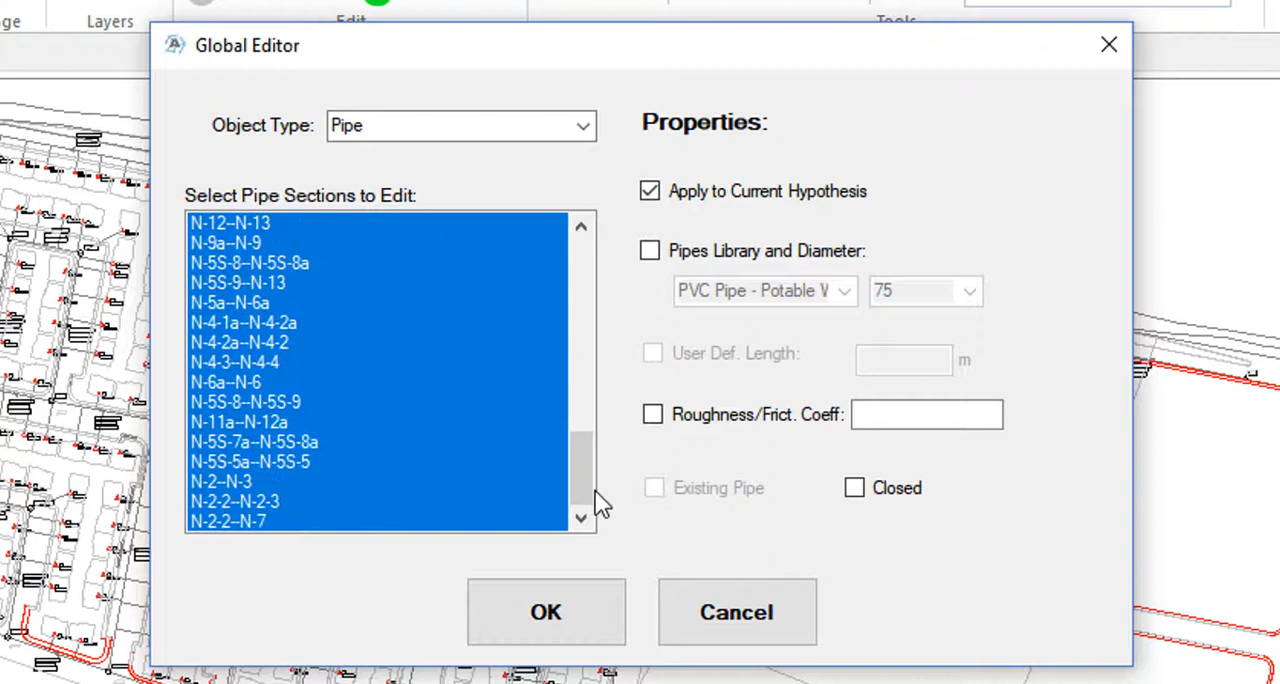 ge
Layers
Edit
Tools
Global Editor
Object Type:
Pipe
Properties:
Select Pipe Sections to Edit:
N-12--N-13
N-9a--N-9
N-5S-8--N-5S-8a
N-5S-9--N-13
N-5a--N-6a
N-4-1a--N-4-2a
N-4-2a--N-4-2
N-4-3--N-4-4
N-6a--N-6
N-5S-8--N-5S-9
N-11a--N-12a
N-5S-7a--N-5S-8a
N-5S-5a--N-5S-5
N-2--N-3
N-2-2--N-2-3
N-2-2--N-7
Apply to Current Hypothesis
Pipes Library and Diameter:
PVC Pipe - Potable W
75
User Def. Length:
m
Roughness/Frict. Coeff:
Existing Pipe
Closed
OK
Cancel